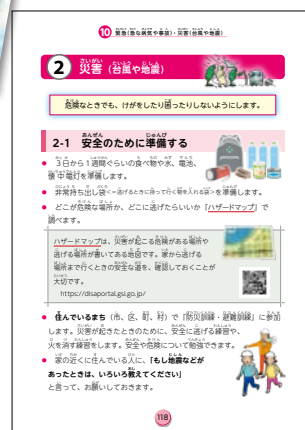 10 緊急(急な病気や事故)・災害(台風や地震)
2 災害(台風や地震)
危険なときでも、けがをしたり困ったりしないようにします。
2-1 安全のために準備する
● 3日から1週間ぐらいの食べ物や水、電池、
懐中電灯を準備します。
● 非常持ち出し袋<=逃げるときに持って行く物を入れる袋>を準備します。
● どこが危険な場所か、どこに逃げたらいいか「ハザードマップ」で
調べます。
ハザードマップは、災害が起こる危険がある場所や
逃げる場所が書いてある地図です。家から逃げる
場所まで行くときの安全な道を、確認しておくことが
大切です。
https://disaportal.gsi.go.jp/
● 住んでいるまち(市、区、町、村)で「防災訓練・避難訓練」に参加
します。災害が起きたときのために、安全に逃げる練習や、
火を消す練習をします。安全や危険について勉強できます。
● 家の近くに住んでいる人に、「もし地震などが
あったときは、いろいろ教えてください」
と言って、お願いしておきます。
118